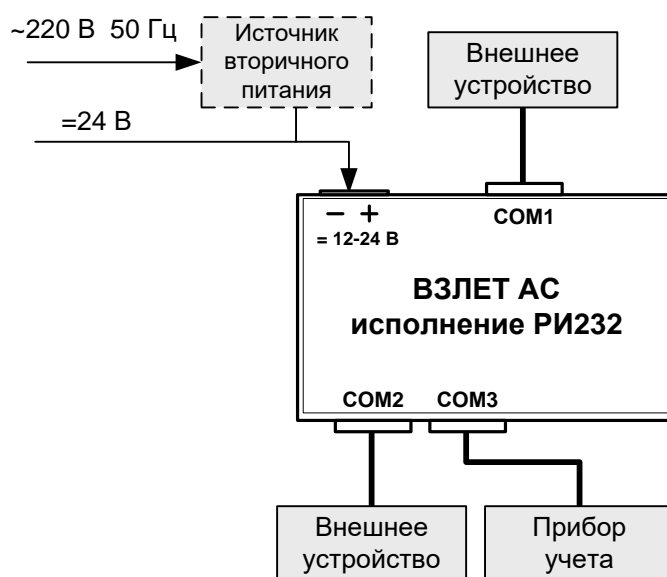 ~220 В 50 Гц
Источник
вторичного
питания
Внешнее
устройство
=24 В
− +
= 12-24 В
COM1
ВЗЛЕТ АС
исполнение РИ232
COM2 COM3
Внешнее
устройство
Прибор
учета